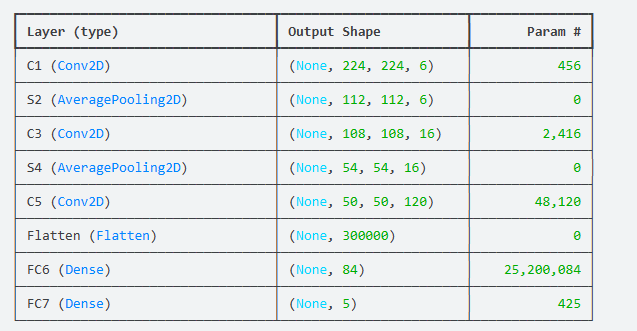 Layer (type) Output Shape Param #
C1 (Conv2D) (None, 224, 224, 6) 456
S2 (AveragePooling2D) (None, 112, 112, 6) 0
C3 (Conv2D) (None, 108, 108, 16) 2,416
S4 (AveragePooling2D) (None, 54, 54, 16) 0
C5 (Conv2D) (None, 50, 50, 120) 48,120
Flatten (Flatten) (None, 300000) 0
FC6 (Dense) (None, 84) 25,200,084
FC7 (Dense) (None, 5) 425